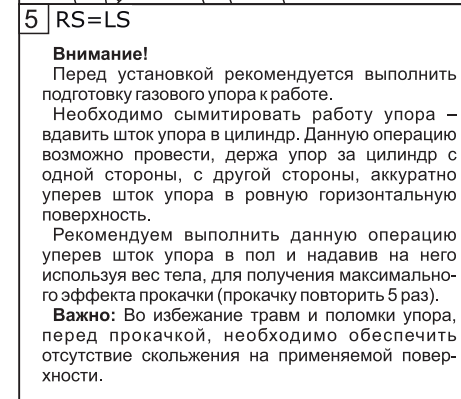 5 RS=LS
Внимание!
Перед установкой рекомендуется выполнить
подготовку газового упора к работе.
Необходимо сымитировать работу упора –
вдавить шток упора в цилиндр. Данную операцию
возможно провести, держа упор за цилиндр с
одной стороны, с другой стороны, аккуратно
уперев шток упора в ровную горизонтальную
поверхность.
Рекомендуем выполнить данную операцию
уперев шток упора в пол и надавив на него
используя вес тела, для получения максимально-
го эффекта прокачки (прокачку повторить 5 раз).
Важно: Во избежание травм и поломки упора,
перед прокачкой, необходимо обеспечить
отсутствие скольжения на применяемой повер-
хности.